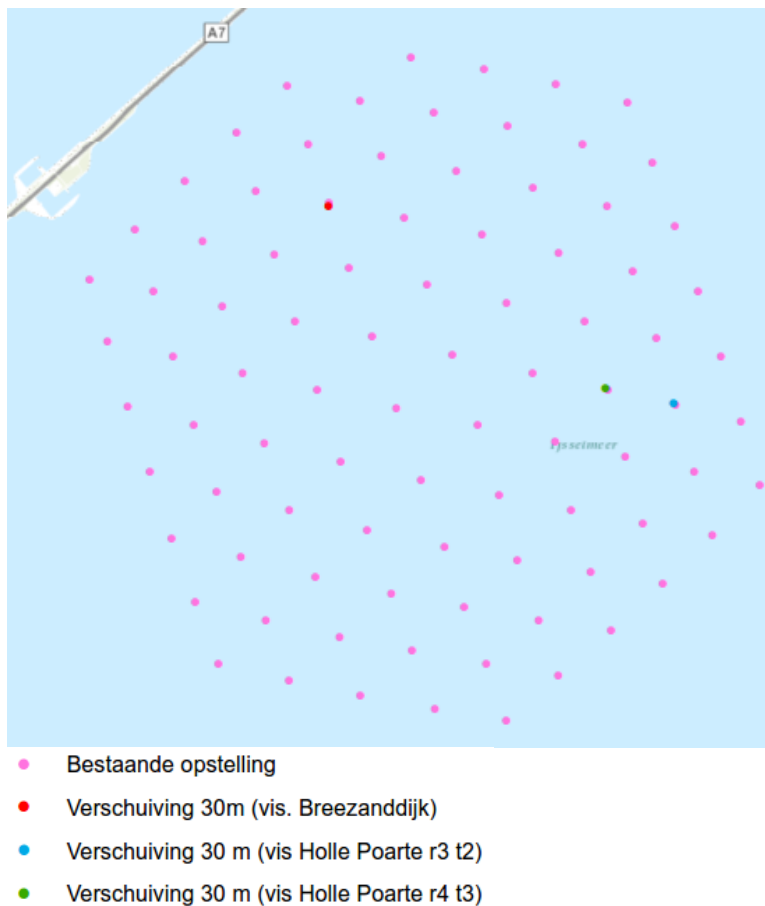 A7
Ijsselmeer
Bestaande opstelling
Verschuiving 30m (vis. Breezanddijk)
Verschuiving 30 m (vis Holle Poarte r3 t2)
Verschuiving 30 m (vis Holle Poarte r4 t3)